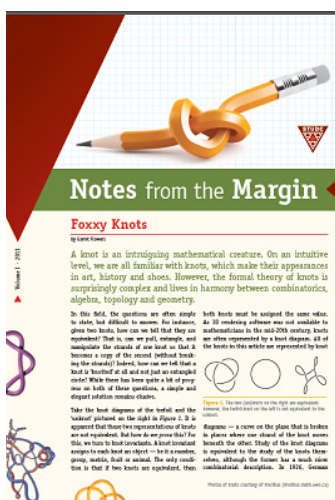 STUDC
Notes from the Margin
Volume I · 2011
Foxxy Knots
by Garret Flowers
A knot is an intruiguing mathematical creature. On an intuitive
level, we are all familiar with knots, which make their appearances
in art, history and shoes. However, the formal theory of knots is
surprisingly complex and lives in harmony between combinatorics,
algebra, topology and geometry.
In this field, the questions are often simple
to state, but difficult to answer. For instance,
given two knots, how can we tell that they are
equivalent? That is, can we pull, entangle, and
manipulate the strands of one knot so that it
becomes a copy of the second (without break-
ing the strands)? Indeed, how can we tell that a
knot is 'knotted' at all and not just an entangled
circle? While there has been quite a bit of prog-
ress on both of these questions, a simple and
elegant solution remains elusive.
Take the knot diagrams of the trefoil and the
'unknot' pictured on the right in Figure 1. It is
apparent that these two representations of knots
are not equivalent. But how do we prove this? For
this, we turn to knot invariants. A knot invariant
assigns to each knot an object — be it a number,
group, matrix, fruit or animal. The only condi-
tion is that if two knots are equivalent, then
both knots must be assigned the same value.
As 3D rendering software was not available to
mathematicians in the mid-20th century, knots
are often represented by a knot diagram. All of
the knots in this article are represented by knot
Figure 1. The two (un)knots on the right are equivalent
however, the trefoil knot on the left is not equivalent to the
unknot.
diagrams — a curve on the plane that is broken
in places where one strand of the knot moves
beneath the other. Study of the knot diagrams
is equivalent to the study of the knots them-
selves, although the former has a much nicer
combinatorial description. In 1926, German
Photos of knots courtesy of KnotPlot